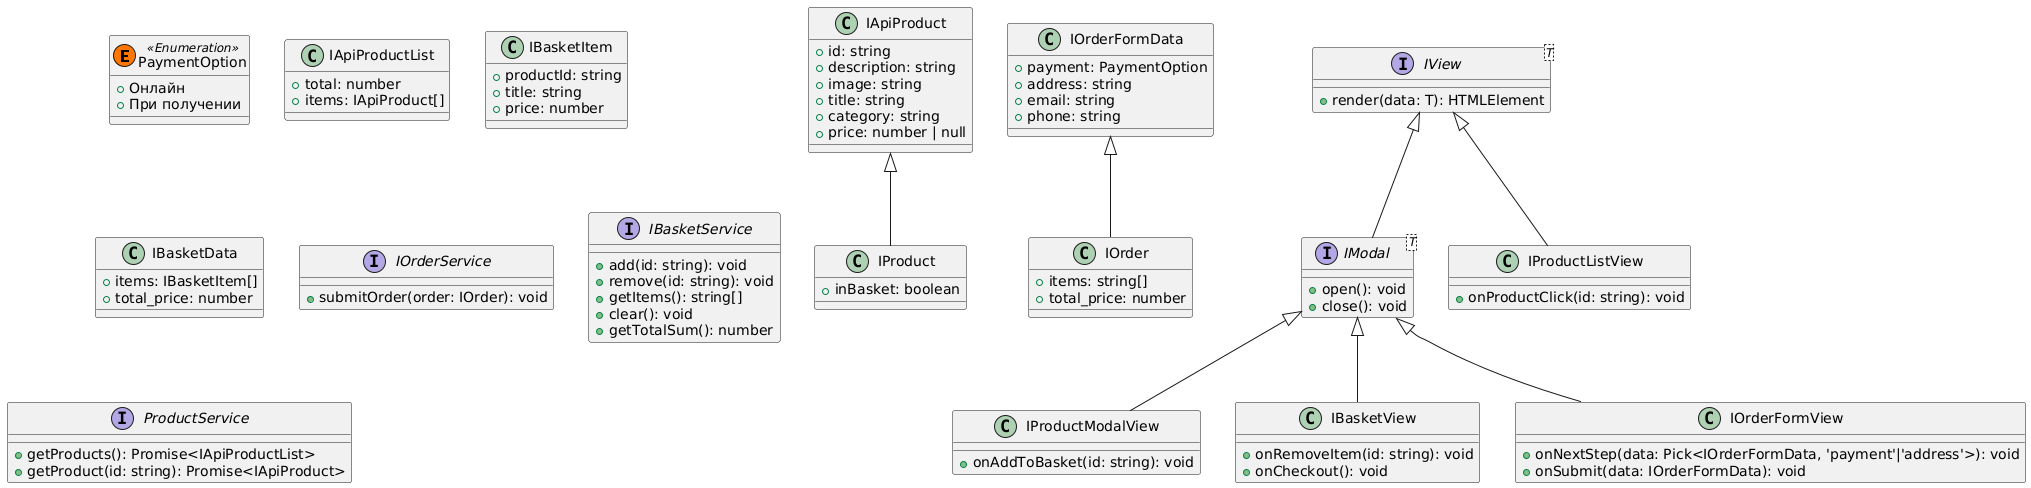 E
«Enumeration»
PaymentOption
Онлайн
При получении
C IApiProductList
total: number
items: IApiProduct[]
C IBasketItem
productId: string
title: string
price: number
C IApiProduct
id: string
description: string
image: string
title: string
category: string
price: number | null
C IOrderFormData
payment: PaymentOption
address: string
email: string
phone: string
I IView T
render(data: T): HTMLElement
C IBasketData
items: IBasketItem[]
total_price: number
I IOrderService
submitOrder(order: IOrder): void
I IBasketService
add(id: string): void
remove(id: string): void
getItems(): string[]
clear(): void
getTotalSum(): number
C IProduct
inBasket: boolean
C IOrder
items: string[]
total_price: number
I IModal T
open(): void
close(): void
C IProductListView
onProductClick(id: string): void
I ProductService
getProducts(): Promise<IApiProductList>
getProduct(id: string): Promise<IApiProduct>
C IProductModalView
onAddToBasket(id: string): void
C IBasketView
onRemoveItem(id: string): void
onCheckout(): void
C IOrderFormView
onNextStep(data: Pick<IOrderFormData, 'payment'|'address'>): void
onSubmit(data: IOrderFormData): void